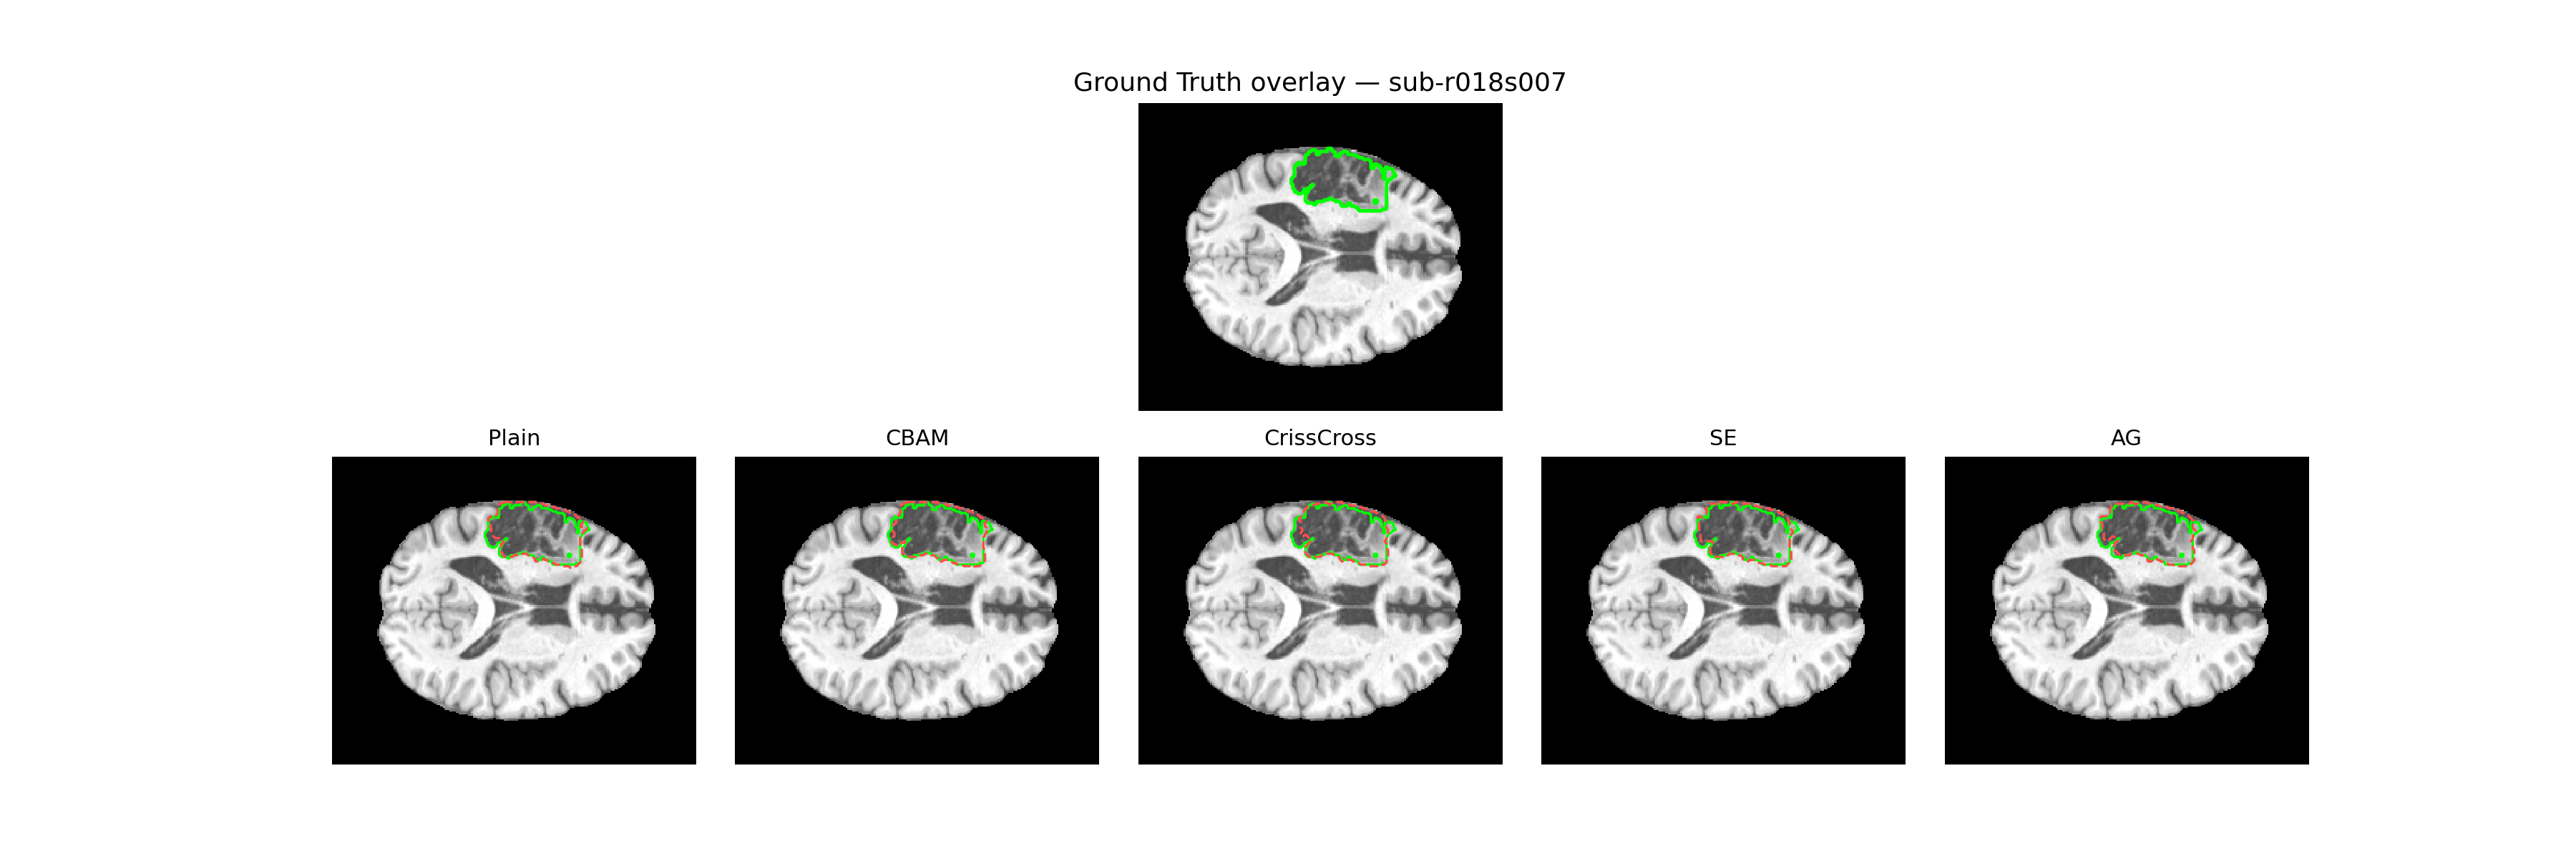 Ground Truth overlay — sub-r018s007
Plain
CBAM
CrissCross
SE
AG